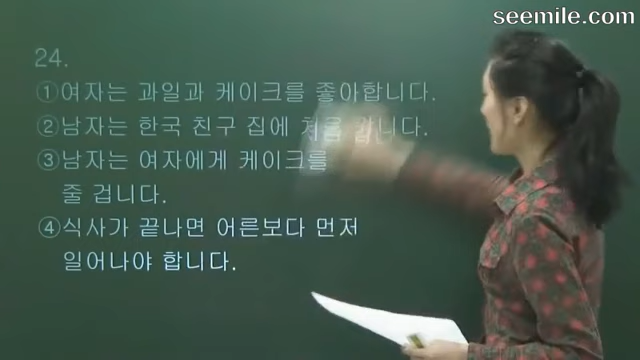 seemile.com
24.
①여자는 과일과 케이크를 좋아합니다.
②남자는 한국 친구 집에 처음 갑니다.
③남자는 여자에게 케이크를
줄 겁니다.
④식사가 끝나면 어른보다 먼저
일어나야 합니다.